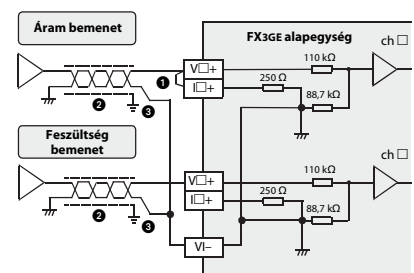 Áram bemenet
FX3GE alapegység
ch □
110 kΩ
V□+
250 Ω
❶
I□+
88,7 kΩ
❷
❸
Feszültség
bemenet
ch □
110 kΩ
V□+
250 Ω
I□+
88,7 kΩ
❷
❸
VI–